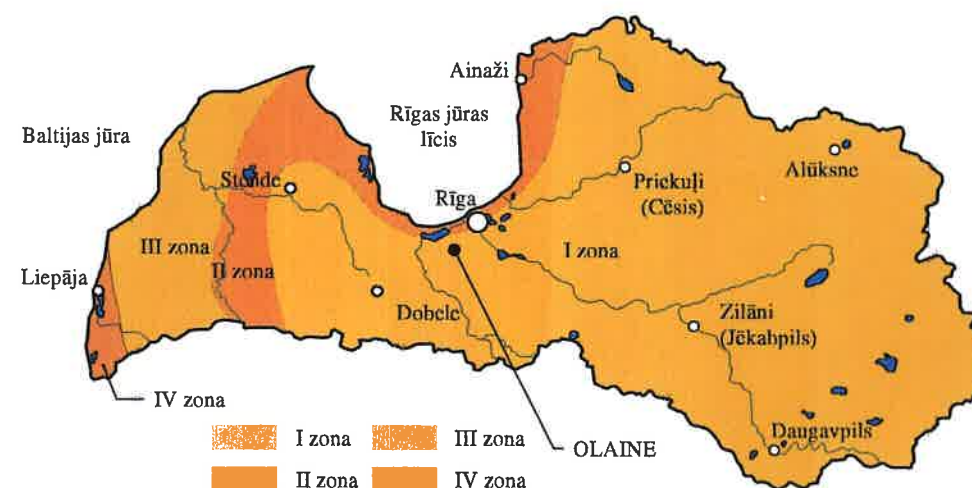 Ainaži
Rīgas jūras
līcis
Baltijas jūra
Stende
Rīga
Priekuļi
(Cēsis)
Alūksne
III zona
II zona
I zona
Liepāja
Dobele
Zilāni
(Jēkabpils)
IV zona
I zona
III zona
OLAINE
Daugavpils
II zona
IV zona